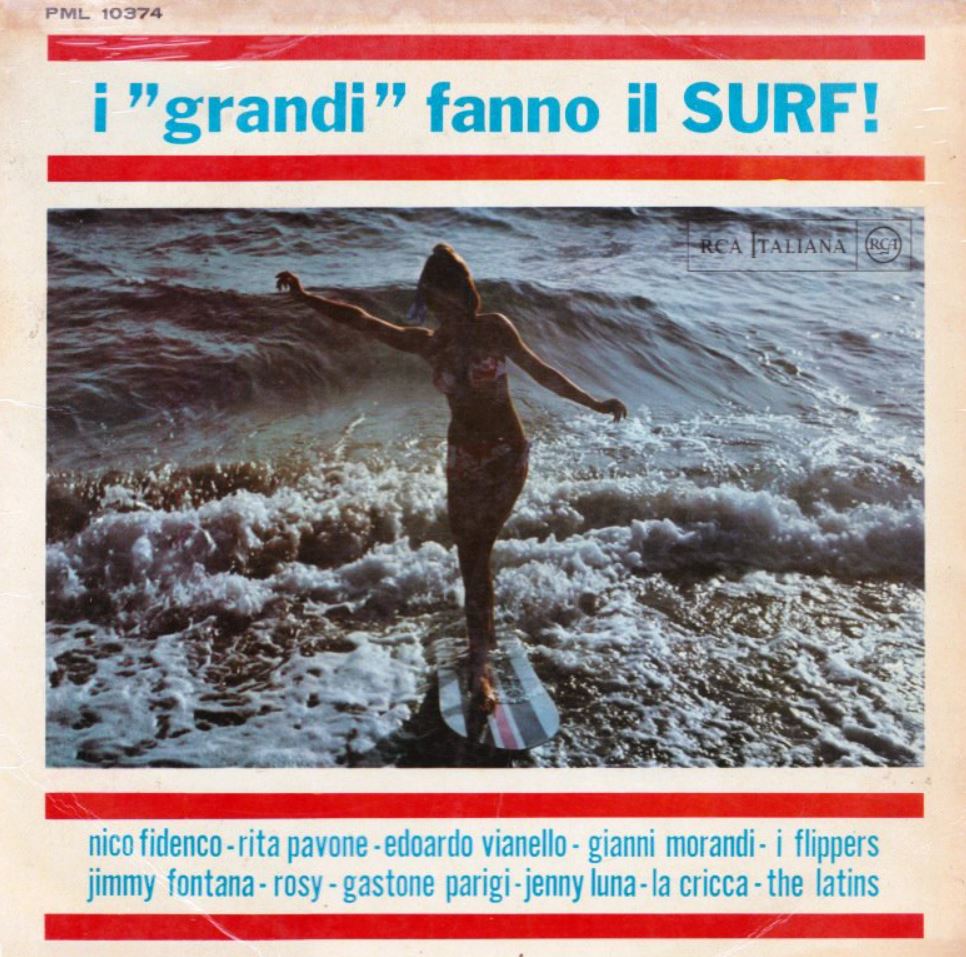 PML 10374
i "grandi" fanno il SURF!
RCA ITALIANA RCA
nico fidenco - rita pavone - edoardo vianello - gianni morandi - i flippers
jimmy fontana - rosy - gastone parigi - jenny luna - la cricca - the latins